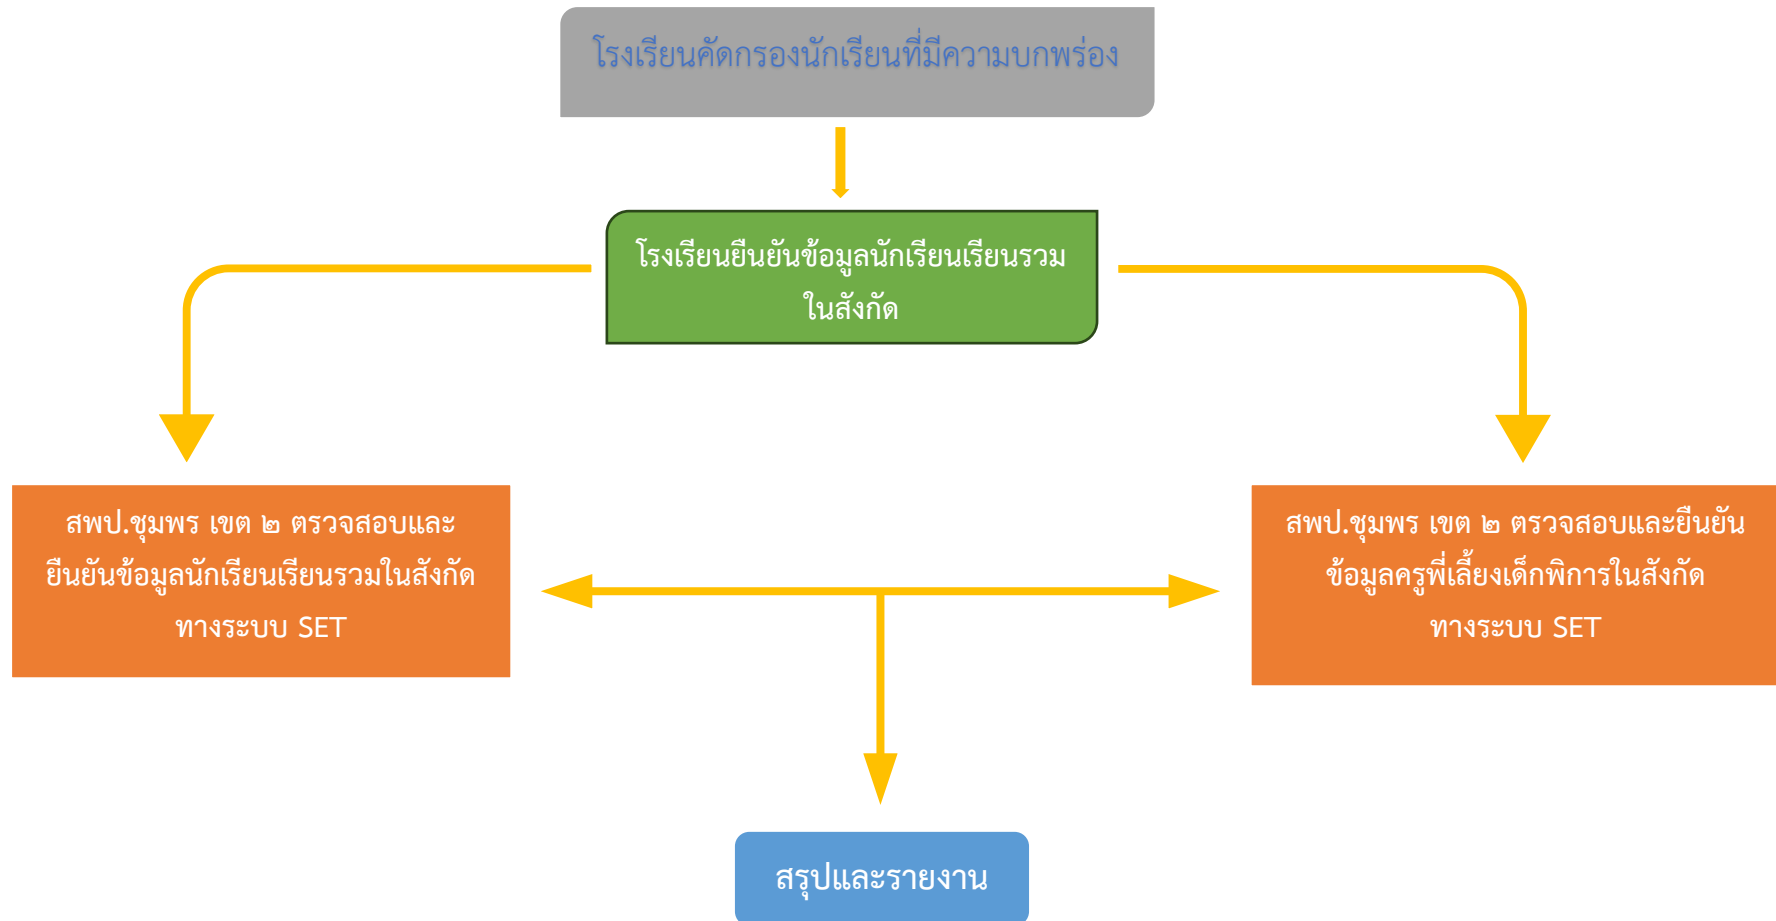 โรงเรียนคัดกรองนักเรียนที่มีความบกพร่อง
โรงเรียนยืนยันข้อมูลนักเรียนเรียนรวม
ในสังกัด
สพป.ชุมพร เขต ๒ ตรวจสอบและ
ยืนยันข้อมูลนักเรียนเรียนรวมในสังกัด
ทางระบบ SET
สพป.ชุมพร เขต ๒ ตรวจสอบและยืนยัน
ข้อมูลครูพี่เลี้ยงเด็กพิการในสังกัด
ทางระบบ SET
สรุปและรายงาน